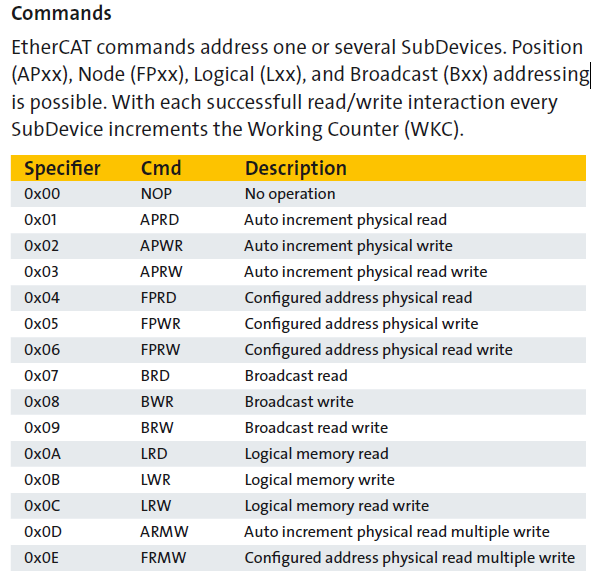 Commands
EtherCAT commands address one or several SubDevices. Position
(APxx), Node (FPxx), Logical (Lxx), and Broadcast (Bxx) addressing
is possible. With each successfull read/write interaction every
SubDevice increments the Working Counter (WKC).
Specifier Cmd Description
0x00 NOP No operation
0x01 APRD Auto increment physical read
0x02 APWR Auto increment physical write
0x03 APRW Auto increment physical read write
0x04 FPRD Configured address physical read
0x05 FPWR Configured address physical write
0x06 FPRW Configured address physical read write
0x07 BRD Broadcast read
0x08 BWR Broadcast write
0x09 BRW Broadcast read write
0x0A LRD Logical memory read
0x0B LWR Logical memory write
0x0C LRW Logical memory read write
0x0D ARMW Auto increment physical read multiple write
0x0E FRMW Configured address physical read multiple write